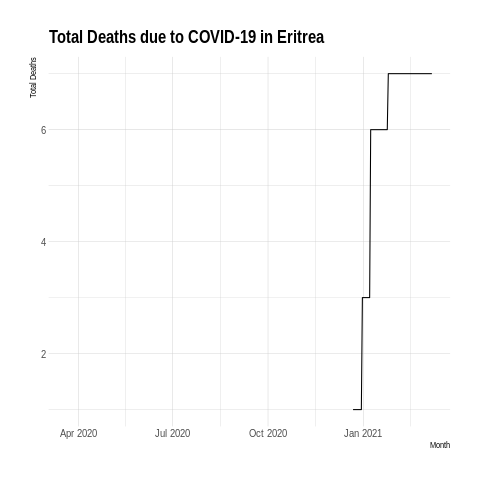 Total Deaths due to COVID-19 in Eritrea
Total Deaths
6
4
2
Apr 2020
Jul 2020
Oct 2020
Jan 2021
Month